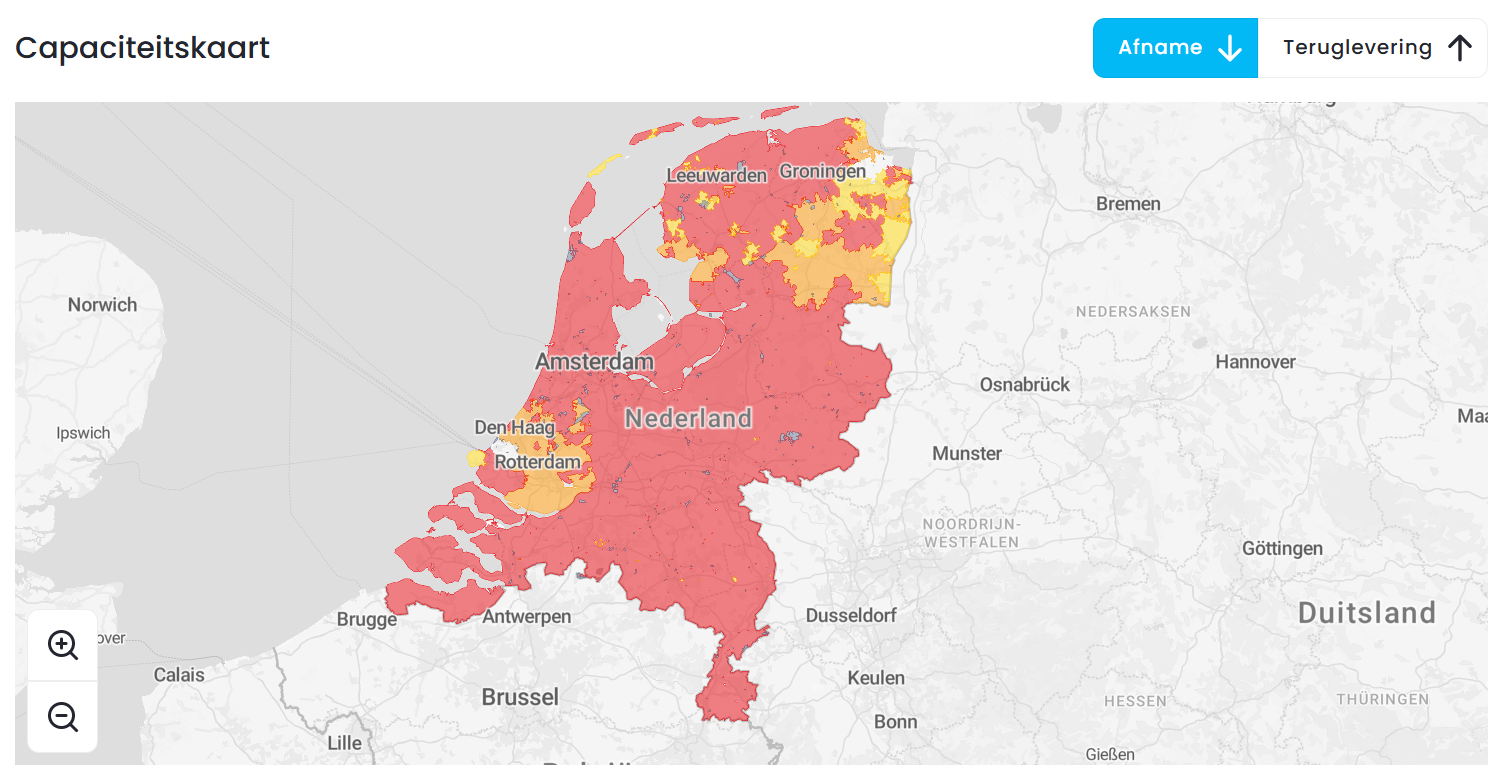 Capaciteitskaart
Afname
Teruglevering
Leeuwarden
Groningen
Bremen
Norwich
NEDERSAKSEN
Amsterdam
Hannover
Osnabrück
Nederland
Den Haag
Ipswich
Munster
Rotterdam
NOORDRIJN-
WESTFALEN
Göttingen
Brugge
Antwerpen
Dusseldorf
Duitsland
Calais
Keulen
Brussel
HESSEN
THÜRINGEN
Bonn
Lille
Gießen